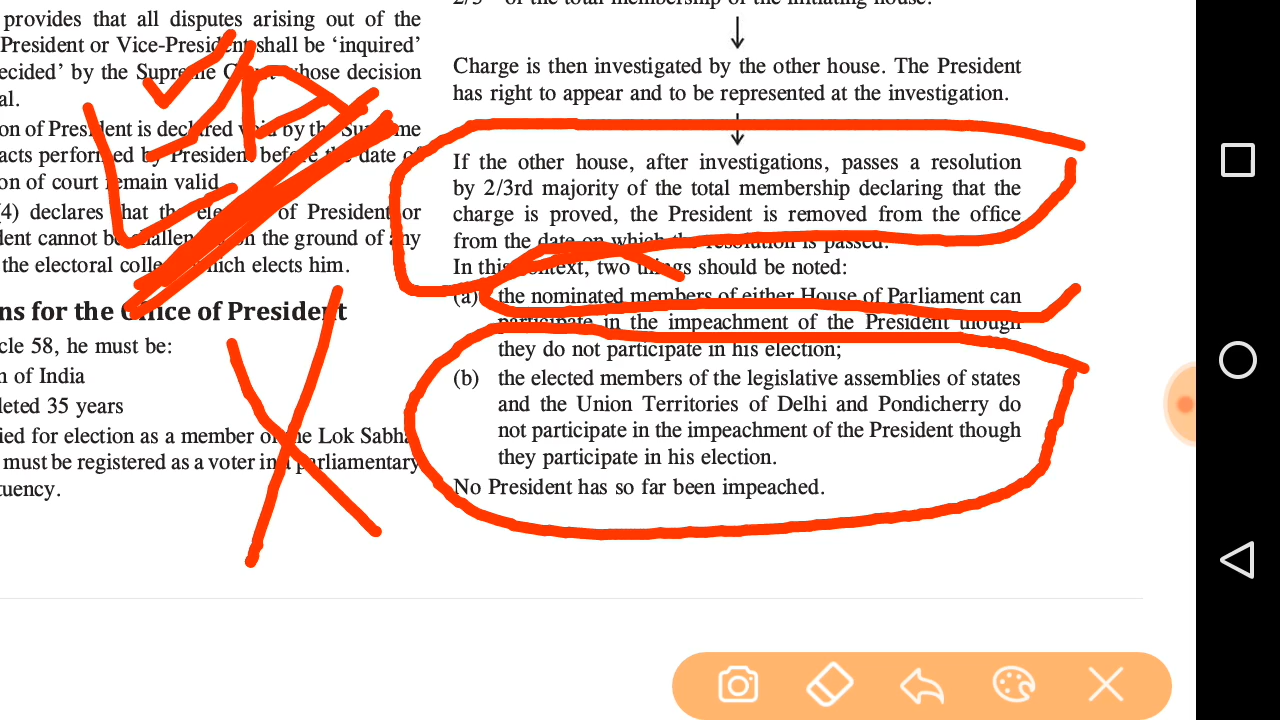 provides that all disputes arising out of the
President or Vice-President shall be ‘inquired’
ecided’ by the Supreme Court whose decision
al.
on of President is declared void by the Supreme
acts performed by President before the date of
on of court remain valid
(4) declares that the of President or
dent cannot be on the ground of any
the electoral college which elects him.
ns for the Office of President
cle 58, he must be:
n of India
leted 35 years
ied for election as a member of the Lok Sabha
must be registered as a voter in a parliamentary
tuency.
2/3 of the total membership of the initiating house.
Charge is then investigated by the other house. The President
has right to appear and to be represented at the investigation.
If the other house, after investigations, passes a resolution
by 2/3rd majority of the total membership declaring that the
charge is proved, the President is removed from the office
from the date on which the resolution is passed.
In this context, two things should be noted:
(a) the nominated members of either House of Parliament can
participate in the impeachment of the President though
they do not participate in his election;
(b) the elected members of the legislative assemblies of states
and the Union Territories of Delhi and Pondicherry do
not participate in the impeachment of the President though
they participate in his election.
No President has so far been impeached.